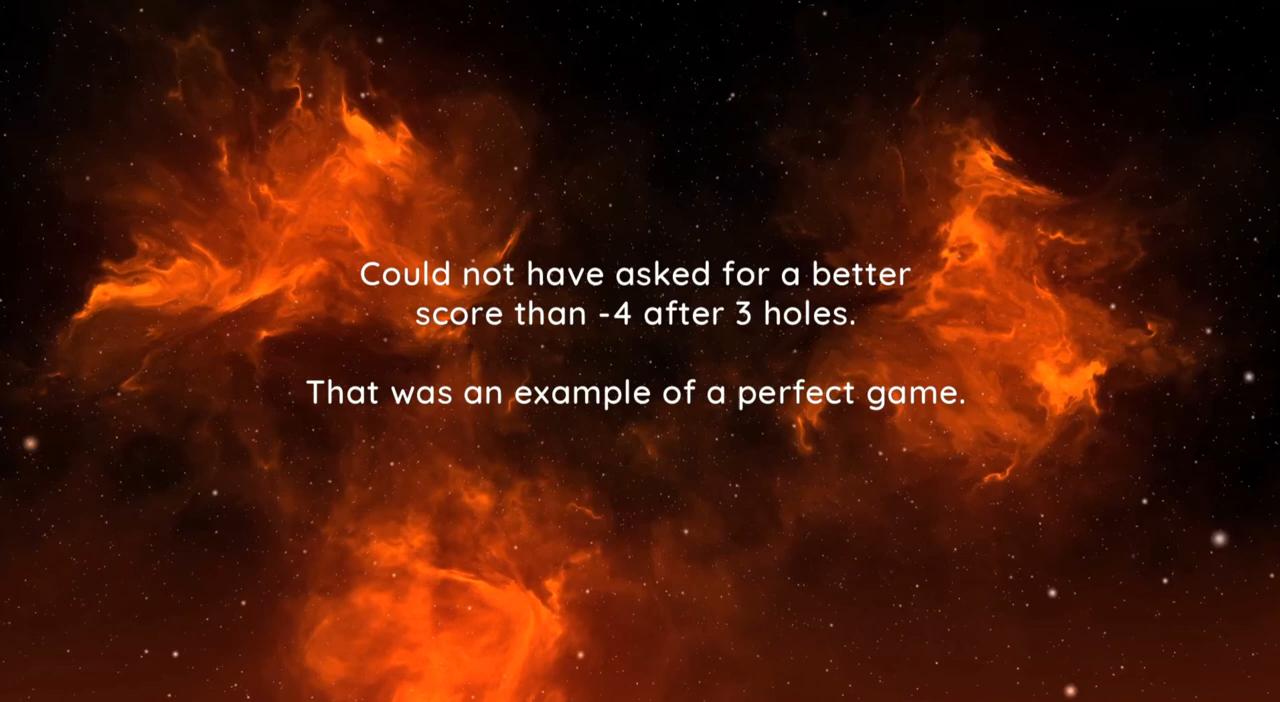 Could not have asked for a better
score than -4 after 3 holes.
That was an example of a perfect game.